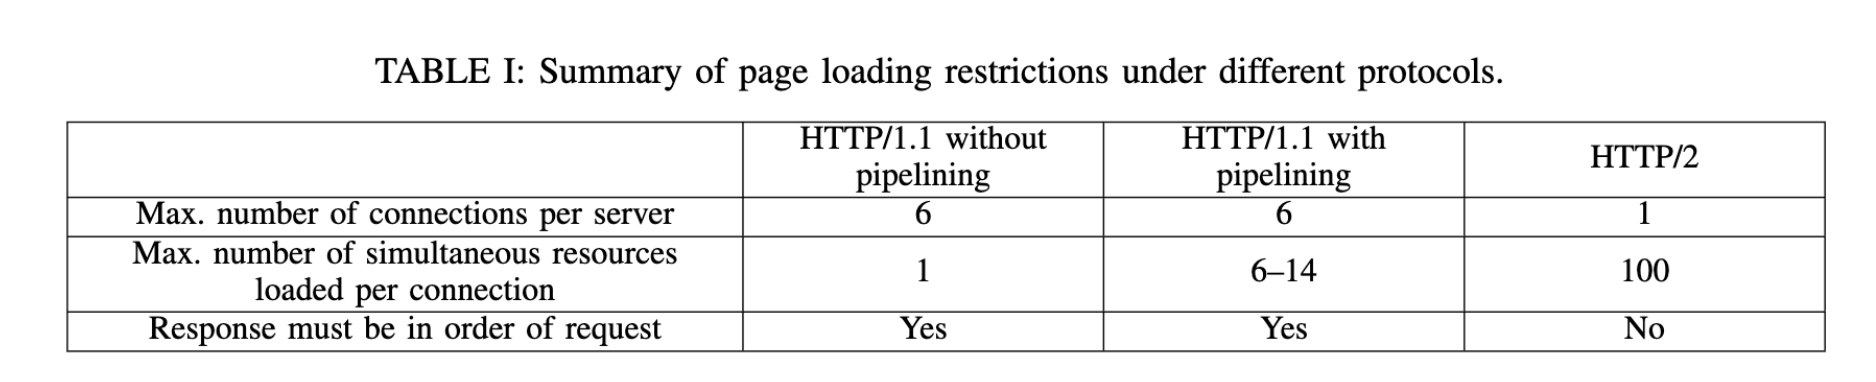 TABLE I: Summary of page loading restrictions under different protocols.
HTTP/1.1 without
pipelining
HTTP/1.1 with
pipelining
HTTP/2
Max. number of connections per server
6
6
1
Max. number of simultaneous resources
loaded per connection
1
6–14
100
Response must be in order of request
Yes
Yes
No